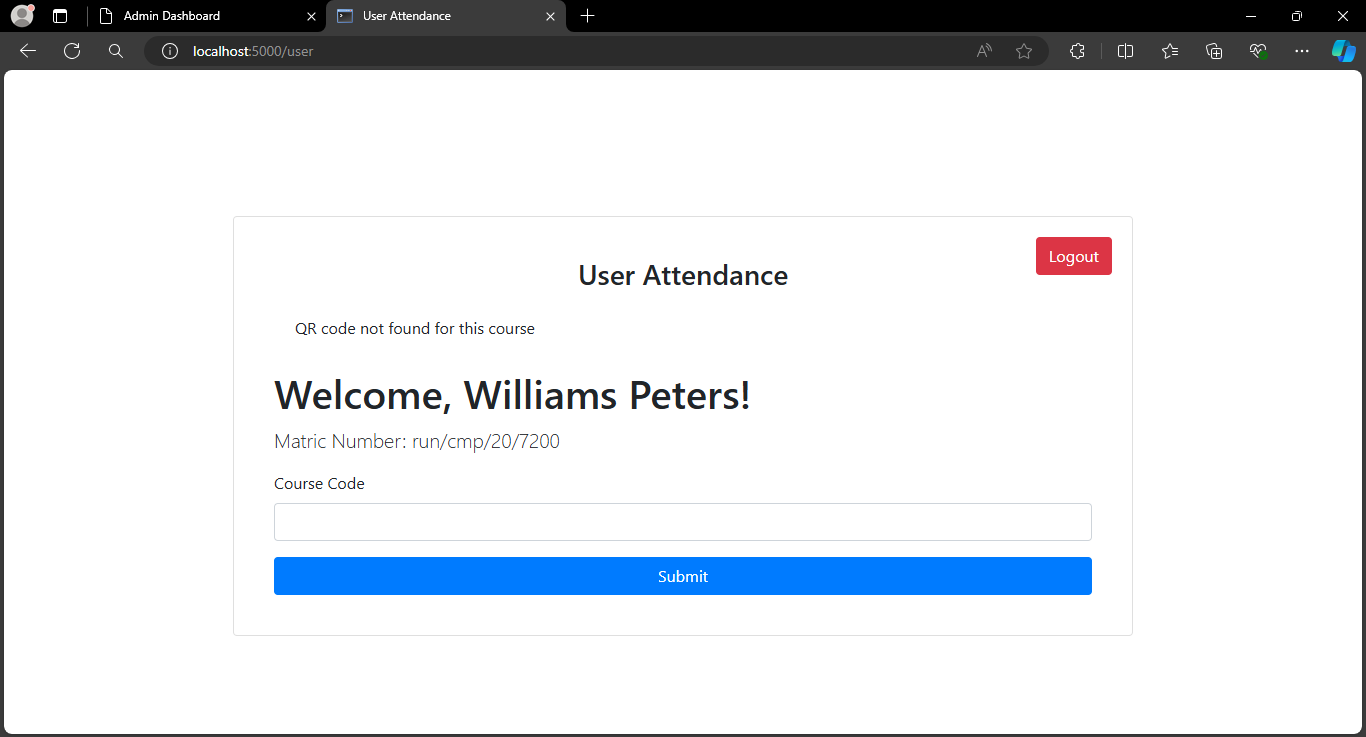 Admin Dashboard
User Attendance
localhost:5000/user
Logout
User Attendance
QR code not found for this course
Welcome, Williams Peters!
Matric Number: run/cmp/20/7200
Course Code
Submit